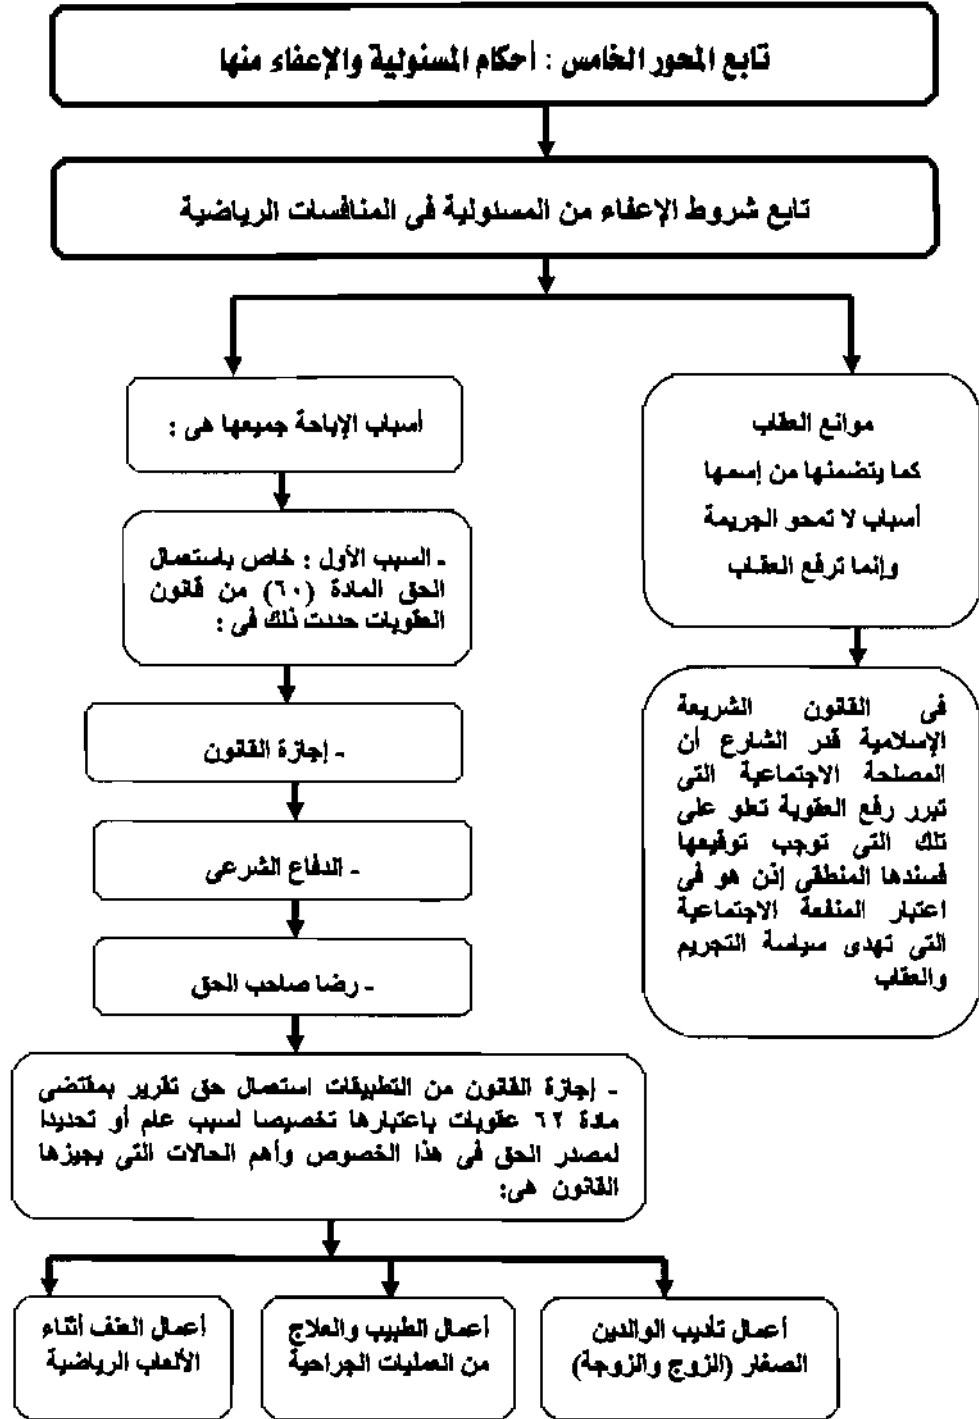 تابع المحور الخامس : أحكام المسئولية والإعفاء منها
تابع شروط الإعفاء من المسئولية فى المنافسات الرياضية
موانع العقاب
كما يتضمنها من إسمها
أسباب لا تمحو الجريمة
وإنما ترفع العقاب
فى القانون الشريعة
الإسلامية قدر الشارع أن
المصلحة الاجتماعية التى
تبرر رفع العقوبة تعلو على
تلك التى توجب توقيعها
فسندها المنطقى إذن هو فى
اعتبار المنفعة الاجتماعية
التى تهدى سياسة التجريم
والعقاب
أسباب الإباحة جميعها هى :
- السبب الأول : خاص باستعمال
الحق المادة (٦٠) من قانون
العقوبات حددت ذلك فى :
- إجازة القانون
- الدفاع الشرعى
- رضا صاحب الحق
- إجازة القانون من التطبيقات استعمال حق تقرير بمقتضى
مادة ٦٢ عقوبات باعتبارها تخصيصا لسبب عام أو تحديدا
لمصدر الحق فى هذا الخصوص وأهم الحالات التى يجيزها
القانون هى:
أعمال تأديب الوالدين
الصغار (الزوج والزوجة)
أعمال الطبيب والعلاج
من العمليات الجراحية
أعمال العنف أثناء
الألعاب الرياضية